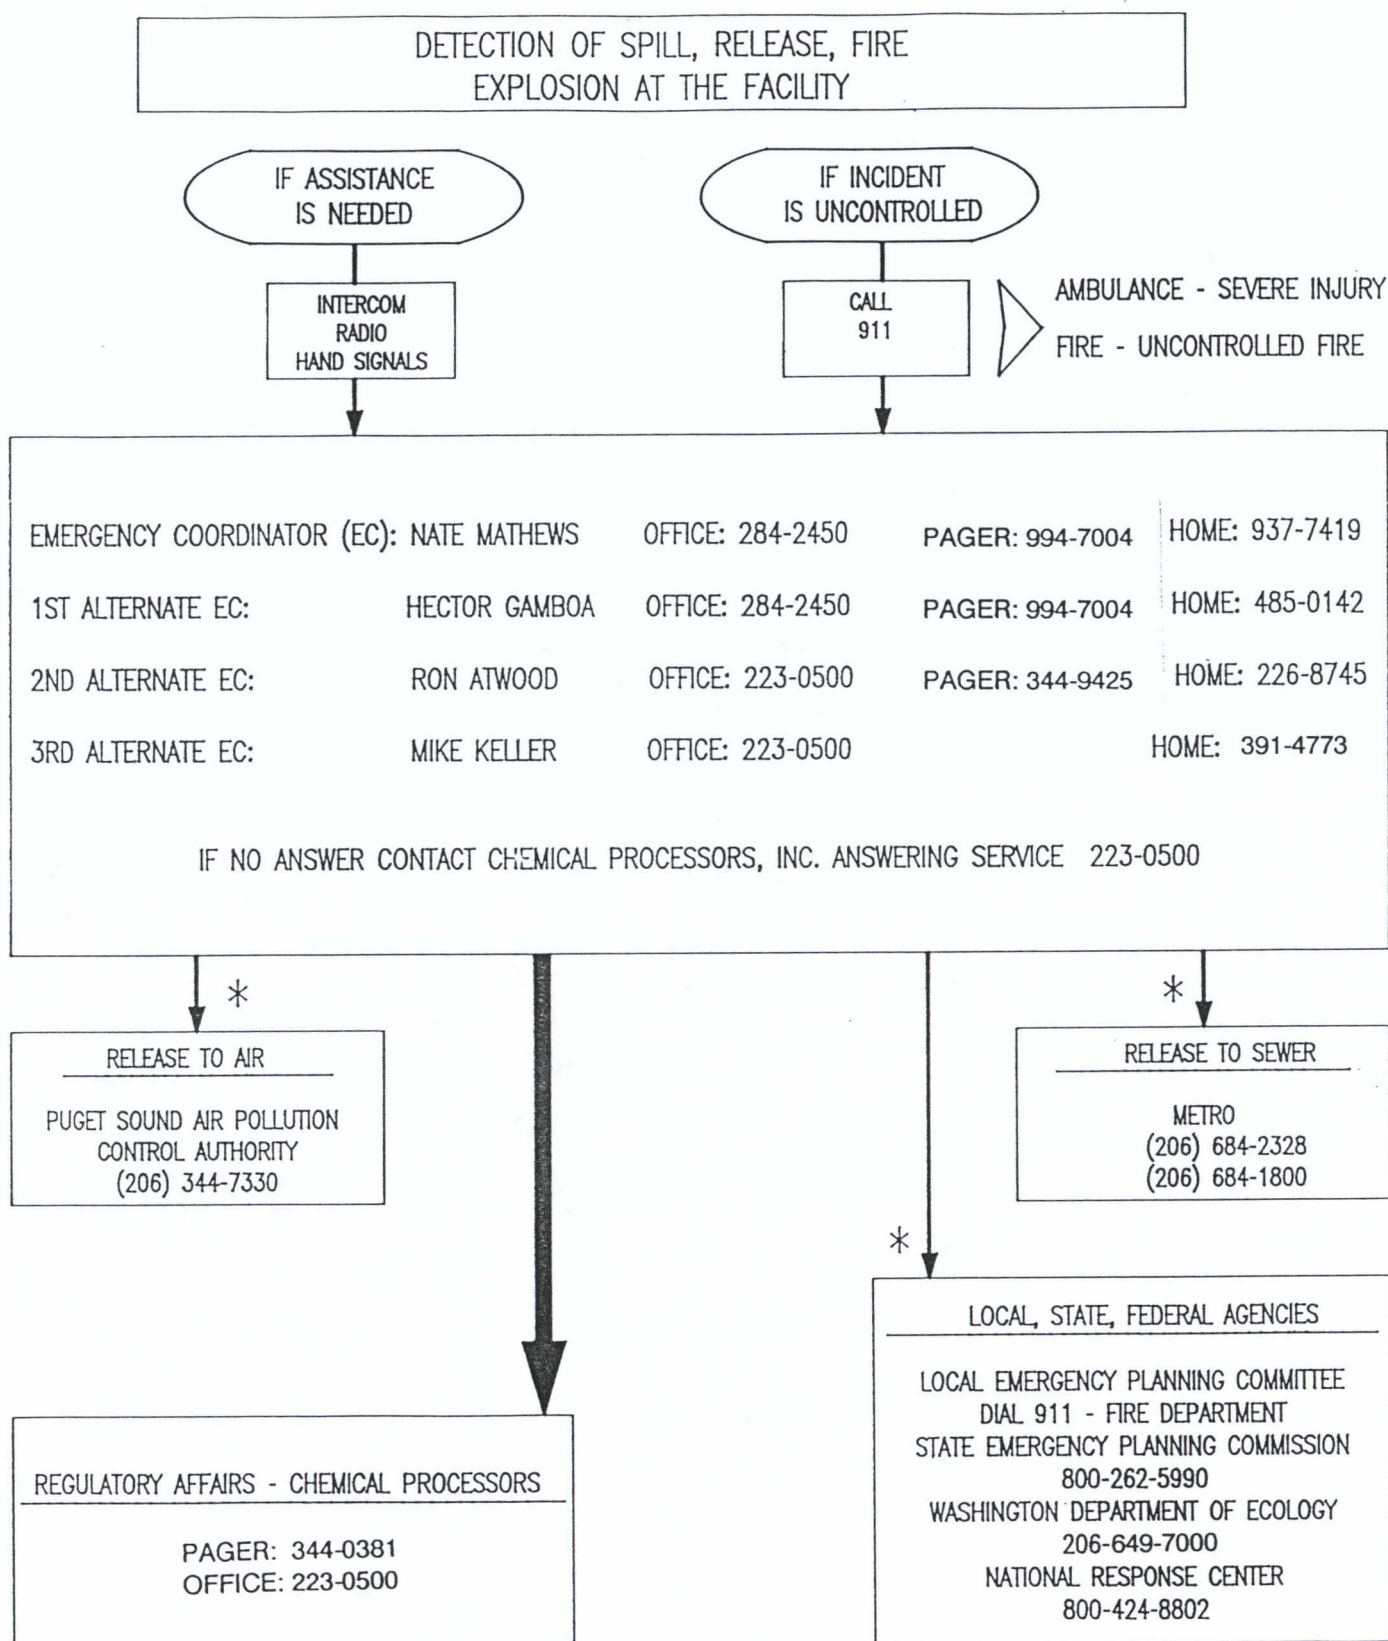 DETECTION OF SPILL, RELEASE, FIRE
EXPLOSION AT THE FACILITY
IF ASSISTANCE
IS NEEDED
IF INCIDENT
IS UNCONTROLLED
INTERCOM
RADIO
HAND SIGNALS
CALL
911
AMBULANCE - SEVERE INJURY
FIRE - UNCONTROLLED FIRE
EMERGENCY COORDINATOR (EC): NATE MATHEWS OFFICE: 284-2450 PAGER: 994-7004 HOME: 937-7419
1ST ALTERNATE EC: HECTOR GAMBOA OFFICE: 284-2450 PAGER: 994-7004 HOME: 485-0142
2ND ALTERNATE EC: RON ATWOOD OFFICE: 223-0500 PAGER: 344-9425 HOME: 226-8745
3RD ALTERNATE EC: MIKE KELLER OFFICE: 223-0500 HOME: 391-4773
IF NO ANSWER CONTACT CHEMICAL PROCESSORS, INC. ANSWERING SERVICE 223-0500
*
RELEASE TO AIR
PUGET SOUND AIR POLLUTION
CONTROL AUTHORITY
(206) 344-7330
*
RELEASE TO SEWER
METRO
(206) 684-2328
(206) 684-1800
*
LOCAL, STATE, FEDERAL AGENCIES
LOCAL EMERGENCY PLANNING COMMITTEE
DIAL 911 - FIRE DEPARTMENT
STATE EMERGENCY PLANNING COMMISSION
800-262-5990
WASHINGTON DEPARTMENT OF ECOLOGY
206-649-7000
NATIONAL RESPONSE CENTER
800-424-8802
REGULATORY AFFAIRS - CHEMICAL PROCESSORS
PAGER: 344-0381
OFFICE: 223-0500